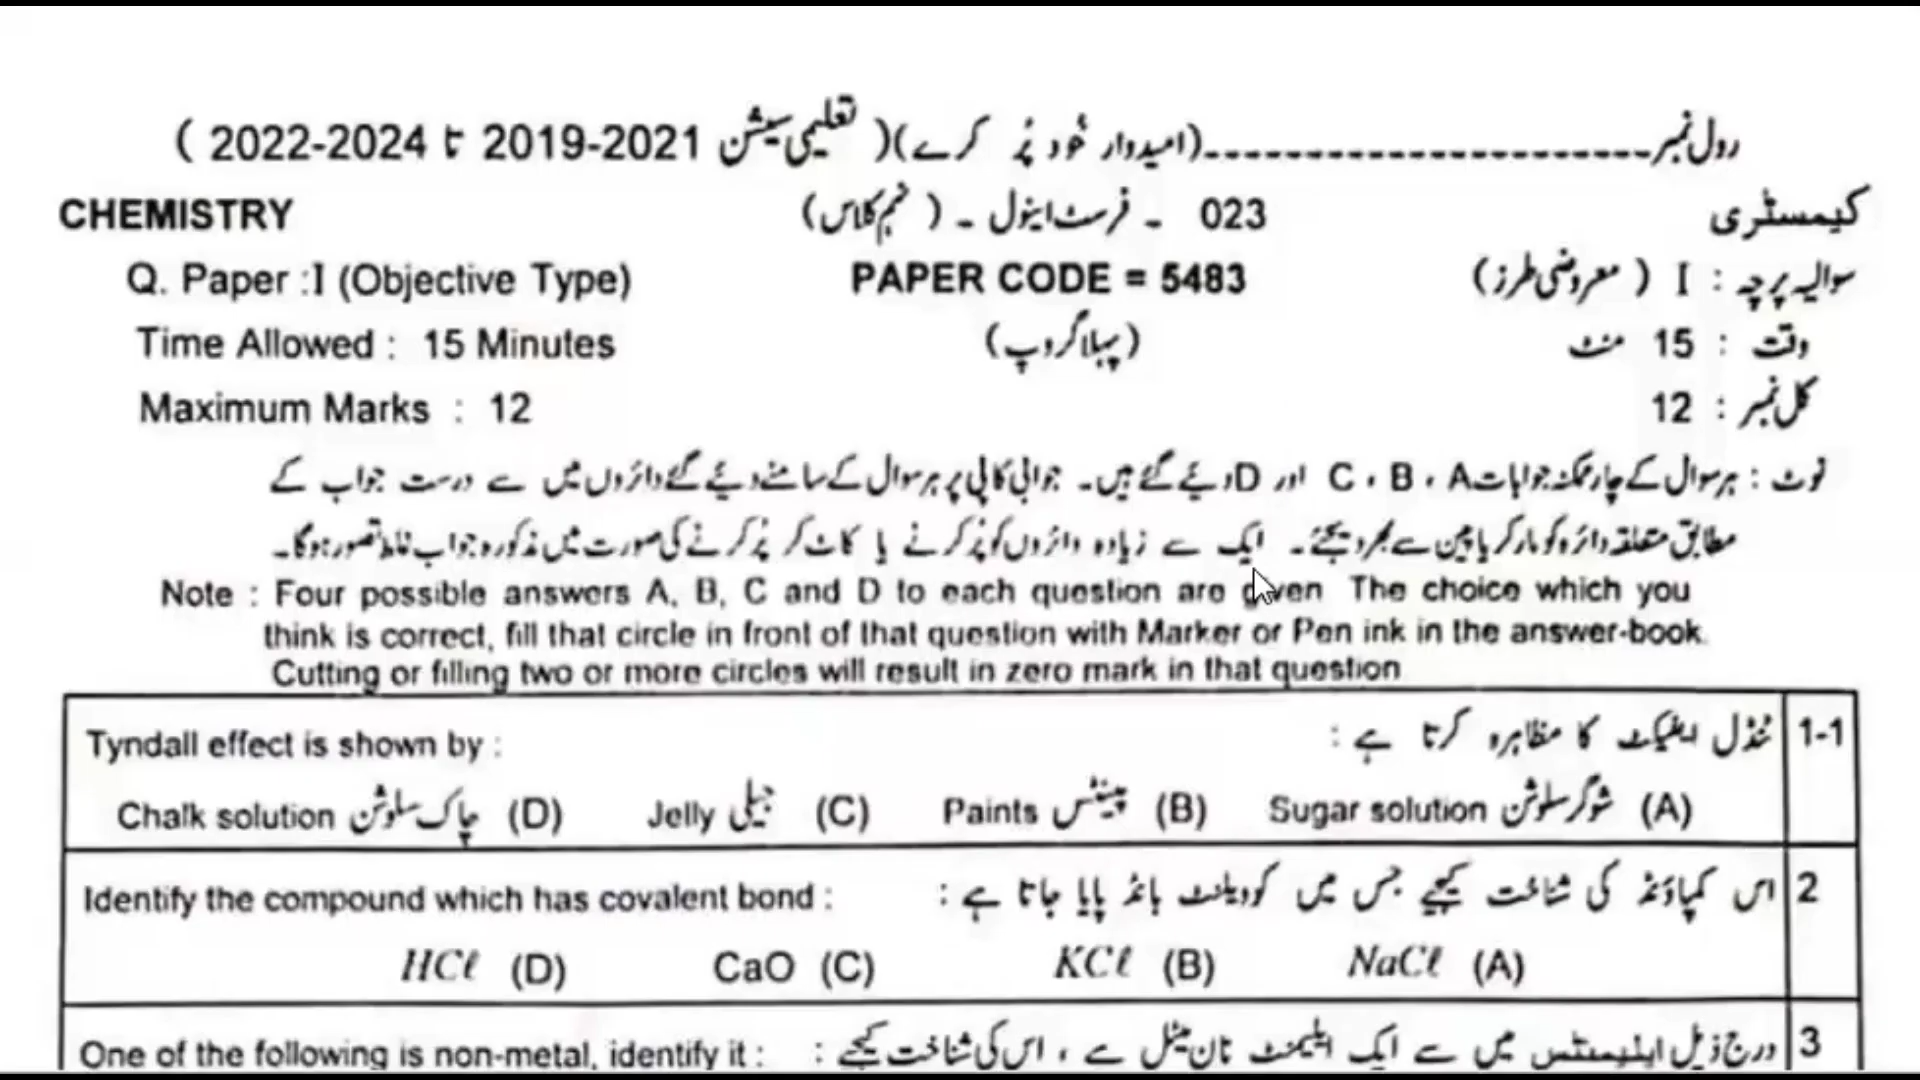 رول نمبر---------------------(امیدوار خود پُر کرے)( تعلیمی سیشن 2021-2019 تا 2024-2022 )
CHEMISTRY 023 ۔ فرسٹ اینول ۔ ( نہم کلاس) کیمسٹری
Q. Paper :I (Objective Type) PAPER CODE = 5483 سوالیہ پرچہ : I ( معروضی طرز)
Time Allowed : 15 Minutes (پہلا گروپ) وقت : 15 منٹ
Maximum Marks : 12 کل نمبر : 12
نوٹ : ہر سوال کے چار ممکنہ جوابات A ، B ، C اور D دیئے گئے ہیں۔ جوابی کاپی پر ہر سوال کے سامنے دیئے گئے دائروں میں سے درست جواب کے
مطابق متعلقہ دائرہ کو مارکر یا پین سے بھر دیجئے۔ ایک سے زیادہ دائروں کو پُر کرنے یا کاٹ کر پُر کرنے کی صورت میں مذکورہ جواب غلط تصور ہوگا۔
Note : Four possible answers A, B, C and D to each question are given The choice which you
think is correct, fill that circle in front of that question with Marker or Pen ink in the answer-book.
Cutting or filling two or more circles will result in zero mark in that question
Tyndall effect is shown by : ٹنڈل ایفیکٹ کا مظاہرہ کرتا ہے : 1-1
Chalk solution چاک سلوشن (D) Jelly جیلی (C) Paints پینٹس (B) Sugar solution شوگر سلوشن (A)
Identify the compound which has covalent bond : اس کمپاؤنڈ کی شناخت کیجیے جس میں کوویلنٹ بانڈ پایا جاتا ہے : 2
HCℓ (D) CaO (C) KCℓ (B) NaCℓ (A)
One of the following is non-metal, identify it : درج ذیل ایلیمنٹس میں سے ایک ایلیمنٹ نان میٹل ہے ، اس کی شناخت کیجیے : 3